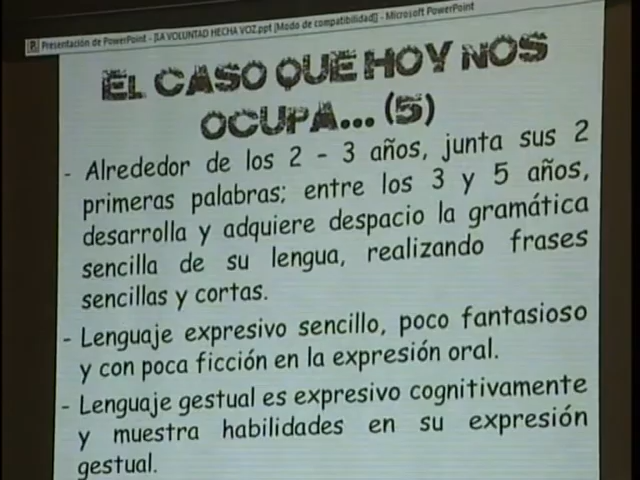 Presentación de PowerPoint - [LA VOLUNTAD HECHA VOZ.ppt [Modo de compatibilidad]] - Microsoft PowerPoint
EL CASO QUE HOY NOS
OCUPA... (5)
- Alrededor de los 2 - 3 años, junta sus 2
primeras palabras; entre los 3 y 5 años,
desarrolla y adquiere despacio la gramática
sencilla de su lengua, realizando frases
sencillas y cortas.
- Lenguaje expresivo sencillo, poco fantasioso
y con poca ficción en la expresión oral.
- Lenguaje gestual es expresivo cognitivamente
y muestra habilidades en su expresión
gestual.